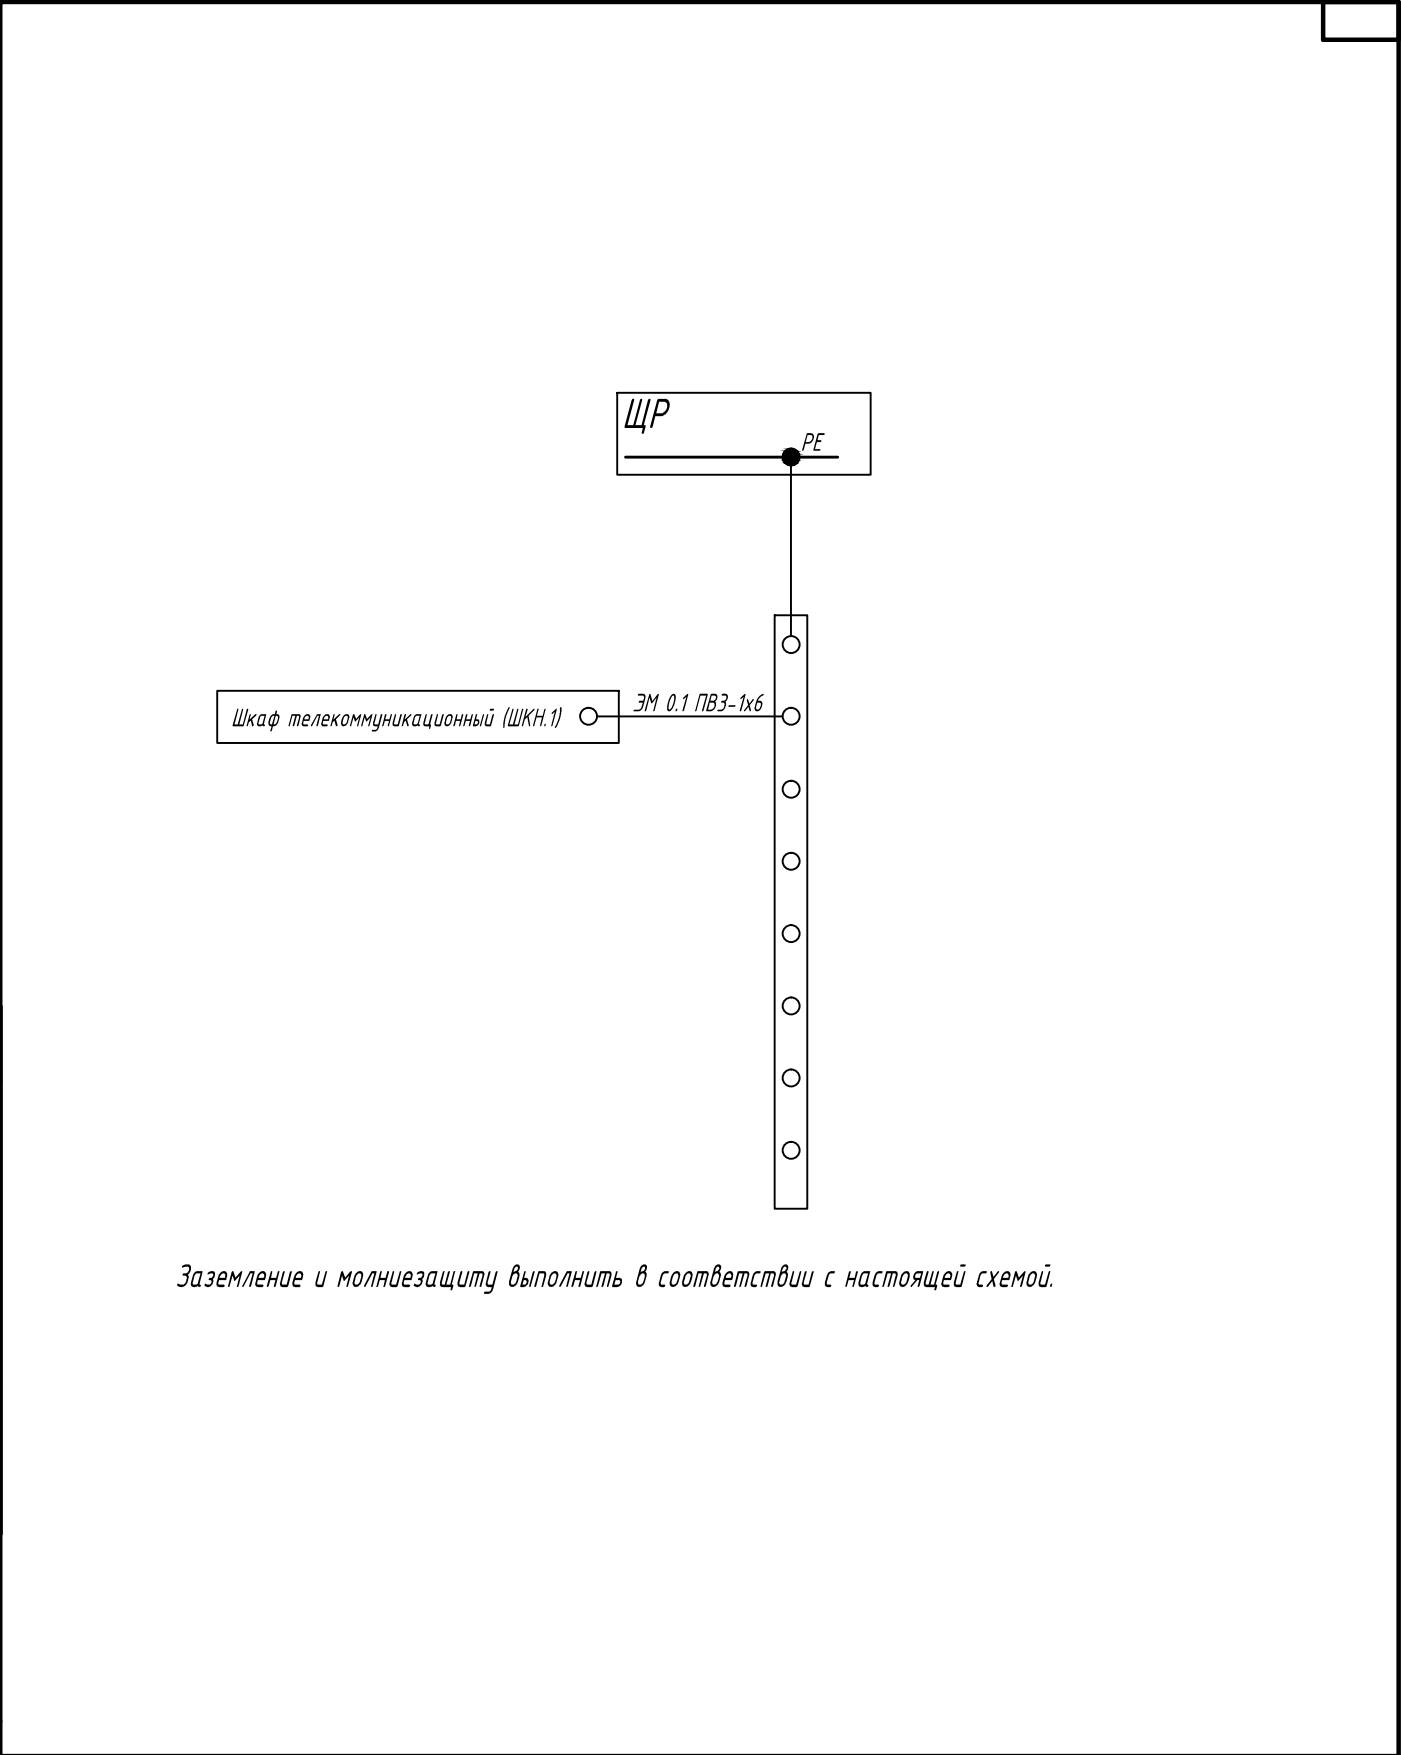 ЩР
PE
ЭМ 0.1 ПВ3-1х6
Шкаф телекоммуникационный (ШКН.1)
Заземление и молниезащиту выполнить в соответствии с настоящей схемой.